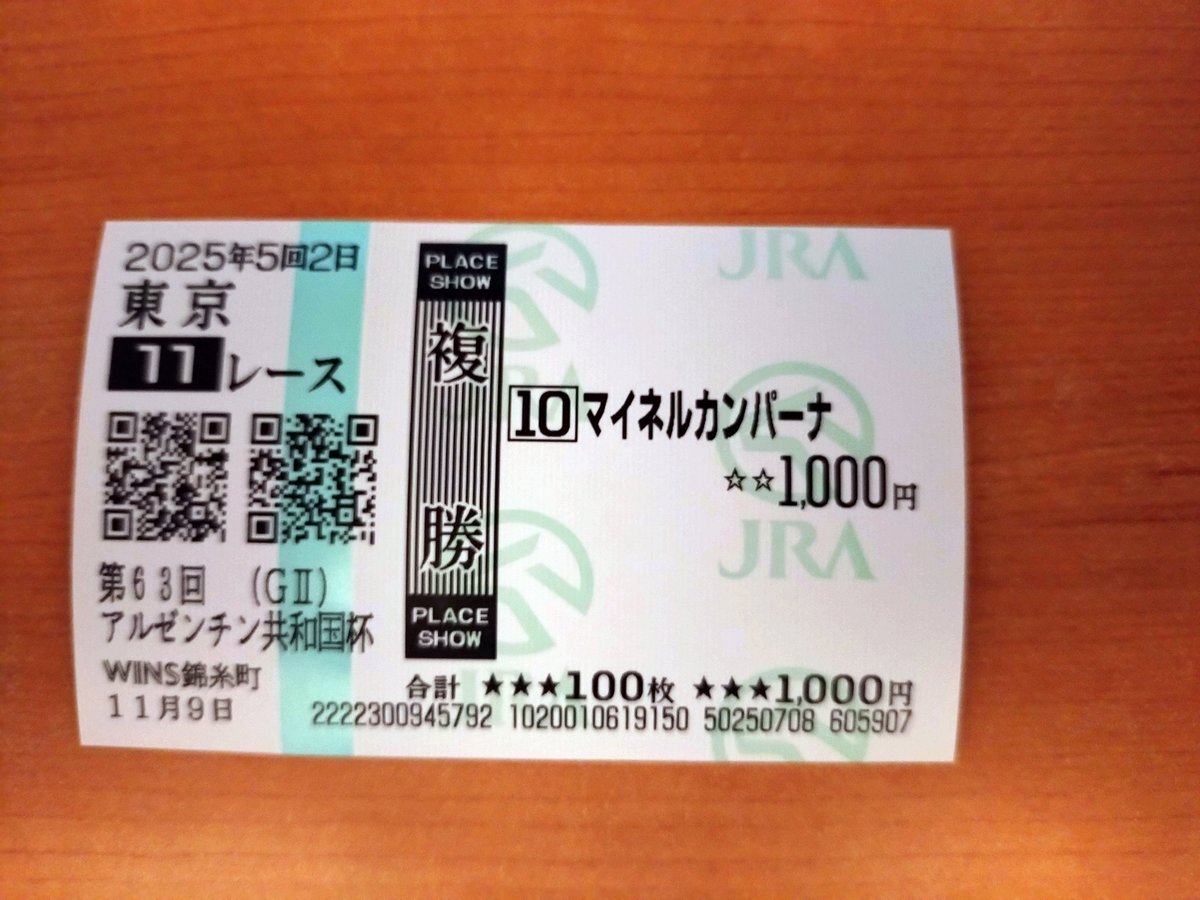 2025年5回2日
東京
11レース
第63回 (GⅡ)
アルゼンチン共和国杯
WINS錦糸町
11月9日
PLACE
SHOW
複勝
PLACE
SHOW
10マイネルカンパーナ
☆☆1,000円
合計 ★★★100枚 ★★★1,000円
2222300945792 1020010619150 50250708 605907
JRA
JRA